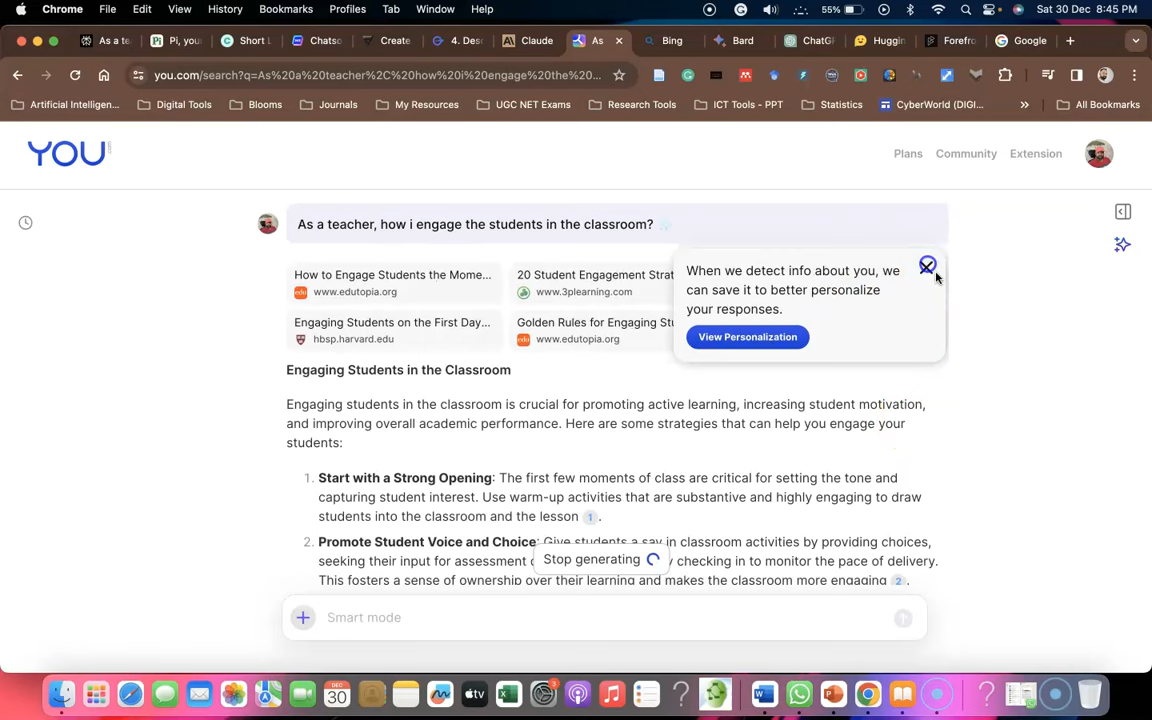 Chrome File Edit View History Bookmarks Profiles Tab Window Help 55% Sat 30 Dec 8:45 PM
As a te Pi, you Short L Chatso Create 4. Des Claude As Bing Bard ChatG Huggin Forefro Google
you.com/search?q=As%20a%20teacher%2C%20how%20i%20engage%20the%20...
Artificial Intelligen... Digital Tools Blooms Journals My Resources UGC NET Exams Research Tools ICT Tools - PPT Statistics CyberWorld (DIGI... All Bookmarks
YOU
Plans Community Extension
As a teacher, how i engage the students in the classroom?
How to Engage Students the Mome...
www.edutopia.org
20 Student Engagement Strat
www.3plearning.com
Engaging Students on the First Day...
hbsp.harvard.edu
Golden Rules for Engaging Stu
www.edutopia.org
When we detect info about you, we
can save it to better personalize
your responses.
View Personalization
Engaging Students in the Classroom
Engaging students in the classroom is crucial for promoting active learning, increasing student motivation,
and improving overall academic performance. Here are some strategies that can help you engage your
students:
1. Start with a Strong Opening: The first few moments of class are critical for setting the tone and
capturing student interest. Use warm-up activities that are substantive and highly engaging to draw
students into the classroom and the lesson 1.
2. Promote Student Voice and Choice: Give students a say in classroom activities by providing choices,
seeking their input for assessment y checking in to monitor the pace of delivery.
This fosters a sense of ownership over their learning and makes the classroom more engaging 2.
Stop generating
Smart mode
DEC
30
tv
3